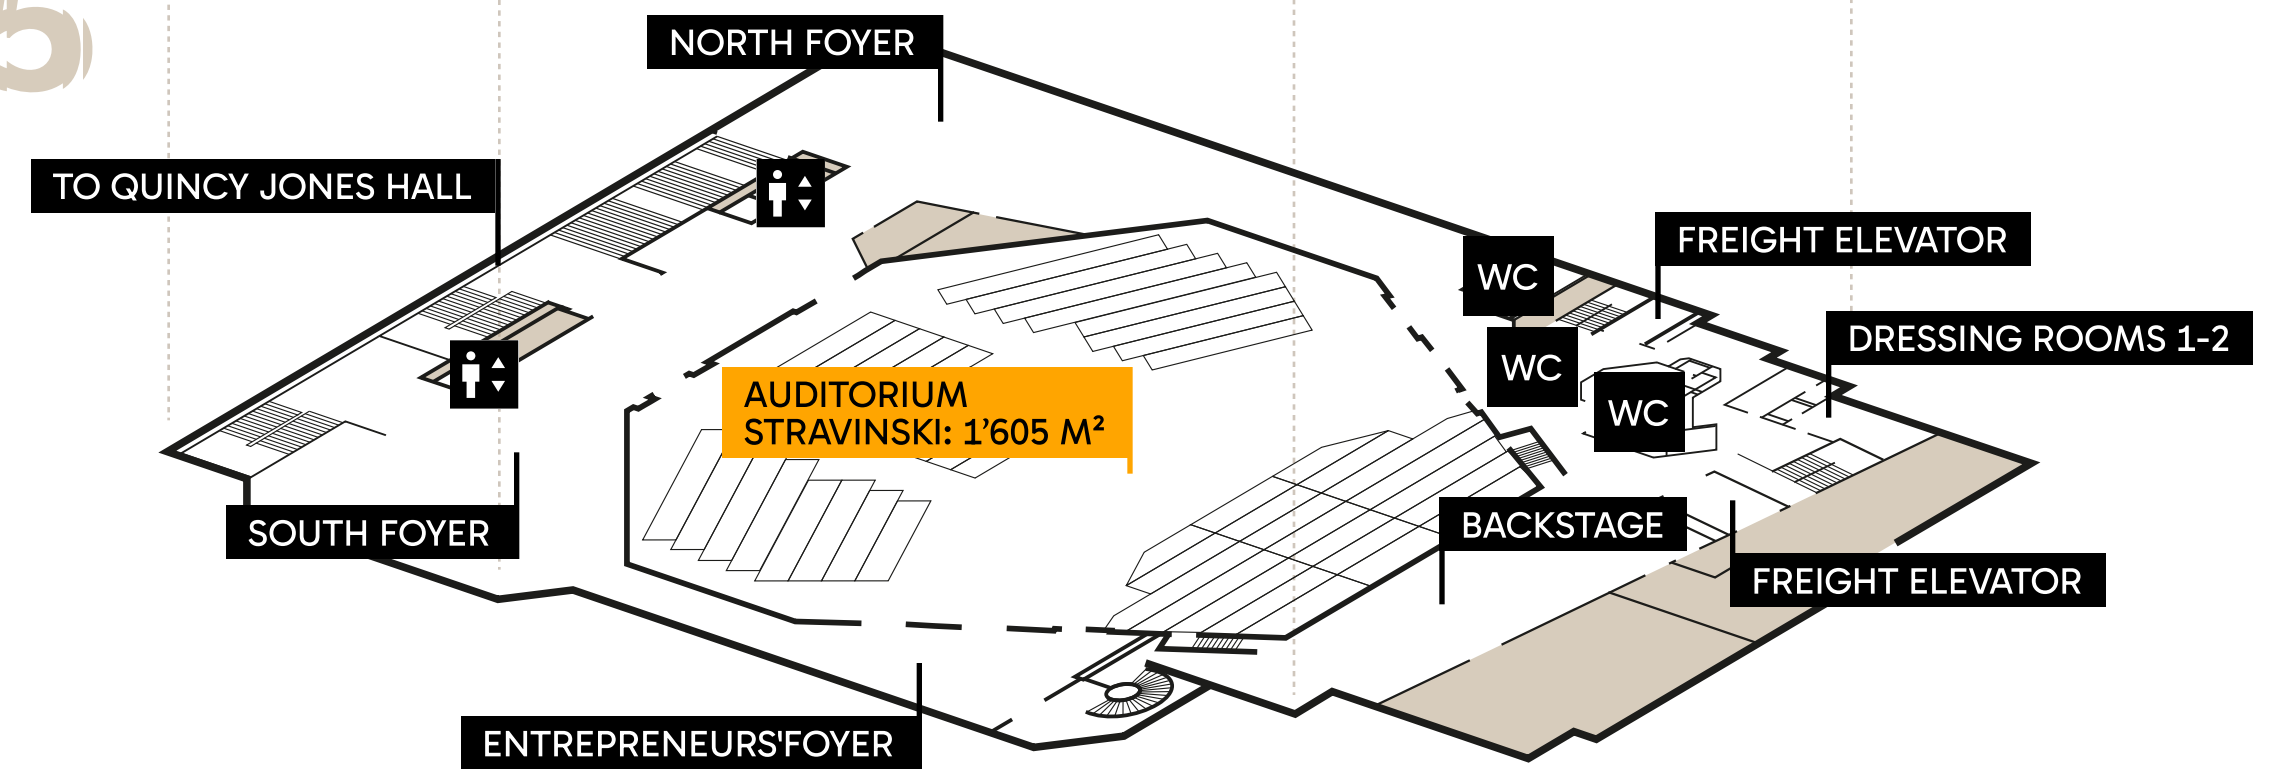 5
NORTH FOYER
TO QUINCY JONES HALL
FREIGHT ELEVATOR
WC
DRESSING ROOMS 1-2
WC
WC
AUDITORIUM
STRAVINSKI: 1’605 M²
SOUTH FOYER
BACKSTAGE
FREIGHT ELEVATOR
ENTREPRENEURS'FOYER